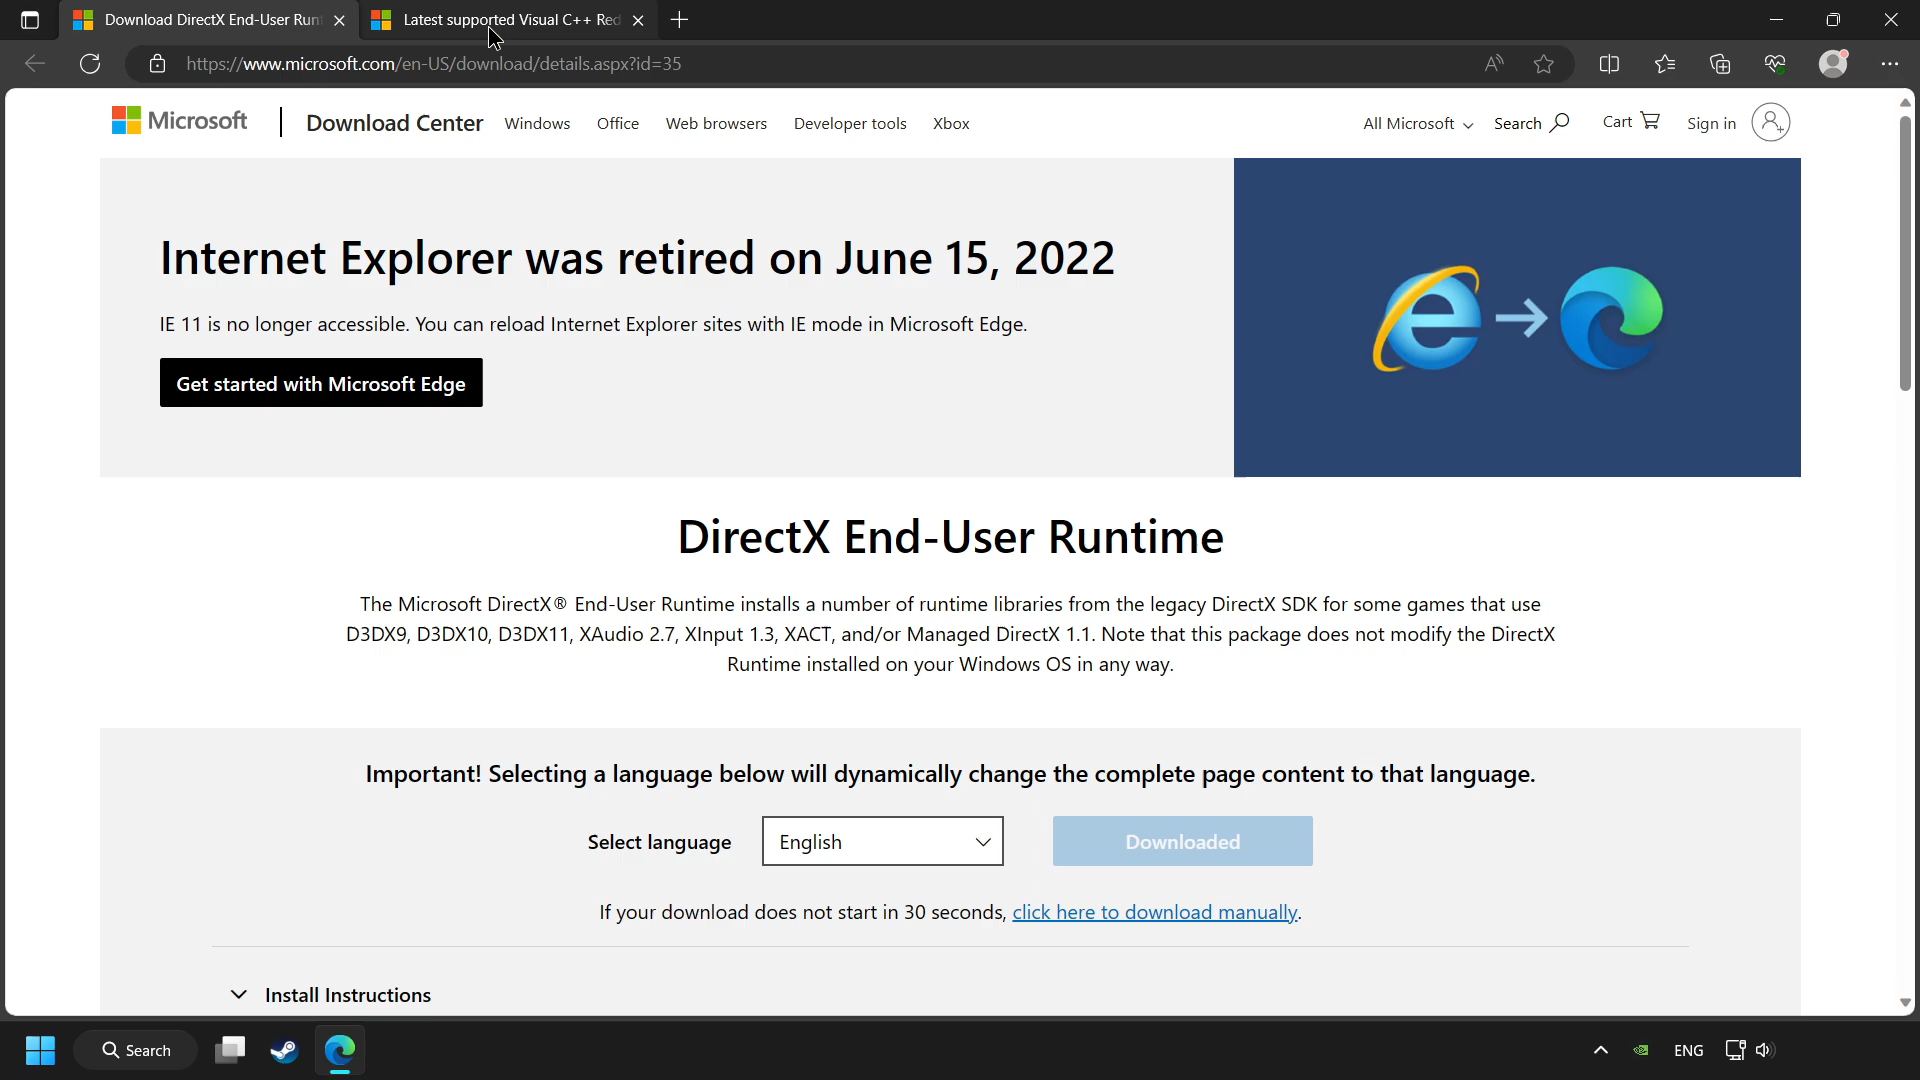 Download DirectX End-User Run
Latest supported Visual C++ Red
https://www.microsoft.com/en-US/download/details.aspx?id=35
Microsoft
Download Center
Windows
Office
Web browsers
Developer tools
Xbox
All Microsoft
Search
Cart
Sign in
Internet Explorer was retired on June 15, 2022
IE 11 is no longer accessible. You can reload Internet Explorer sites with IE mode in Microsoft Edge.
Get started with Microsoft Edge
DirectX End-User Runtime
The Microsoft DirectX® End-User Runtime installs a number of runtime libraries from the legacy DirectX SDK for some games that use
D3DX9, D3DX10, D3DX11, XAudio 2.7, XInput 1.3, XACT, and/or Managed DirectX 1.1. Note that this package does not modify the DirectX
Runtime installed on your Windows OS in any way.
Important! Selecting a language below will dynamically change the complete page content to that language.
Select language
English
Downloaded
If your download does not start in 30 seconds, click here to download manually.
Install Instructions
Search
ENG